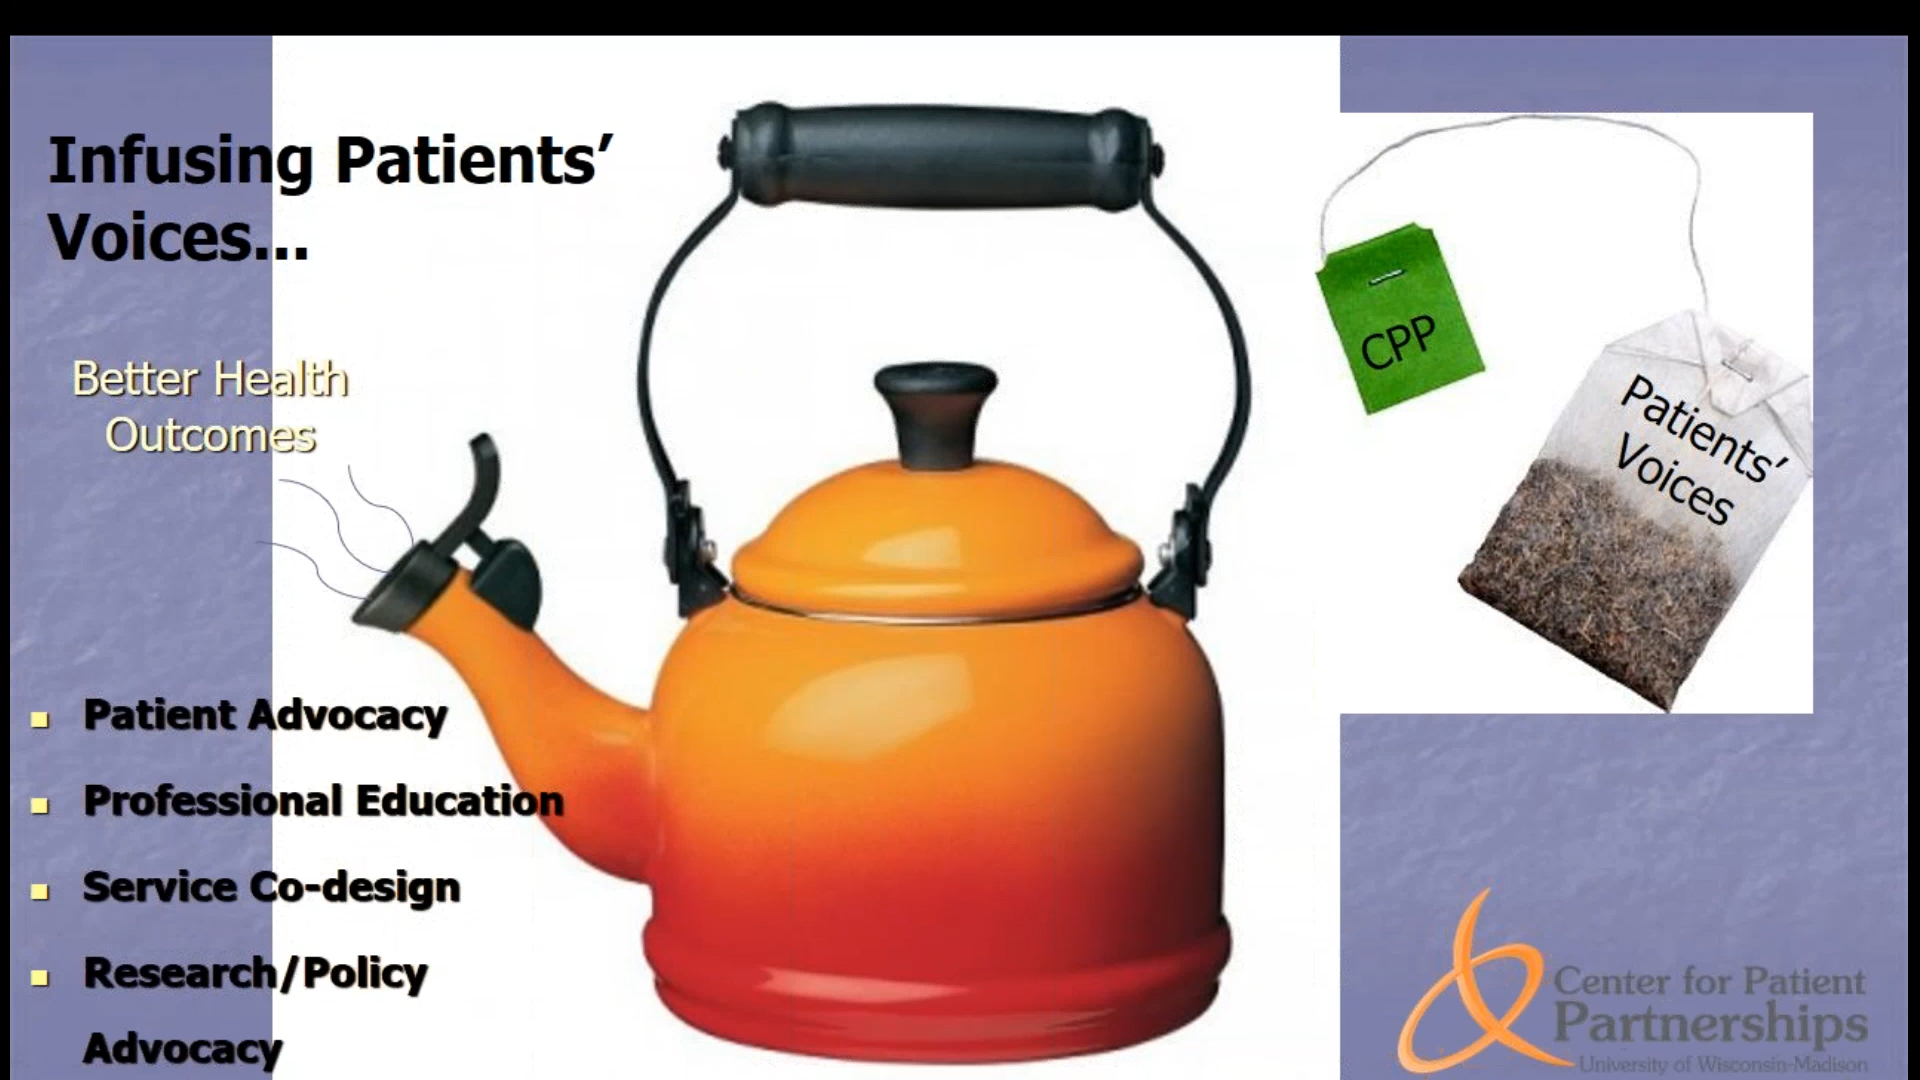 Infusing Patients’
Voices...
Better Health
Outcomes
Patient Advocacy
Professional Education
Service Co-design
Research/Policy
Advocacy
CPP
Patients’
Voices
Center for Patient
Partnerships
University of Wisconsin-Madison